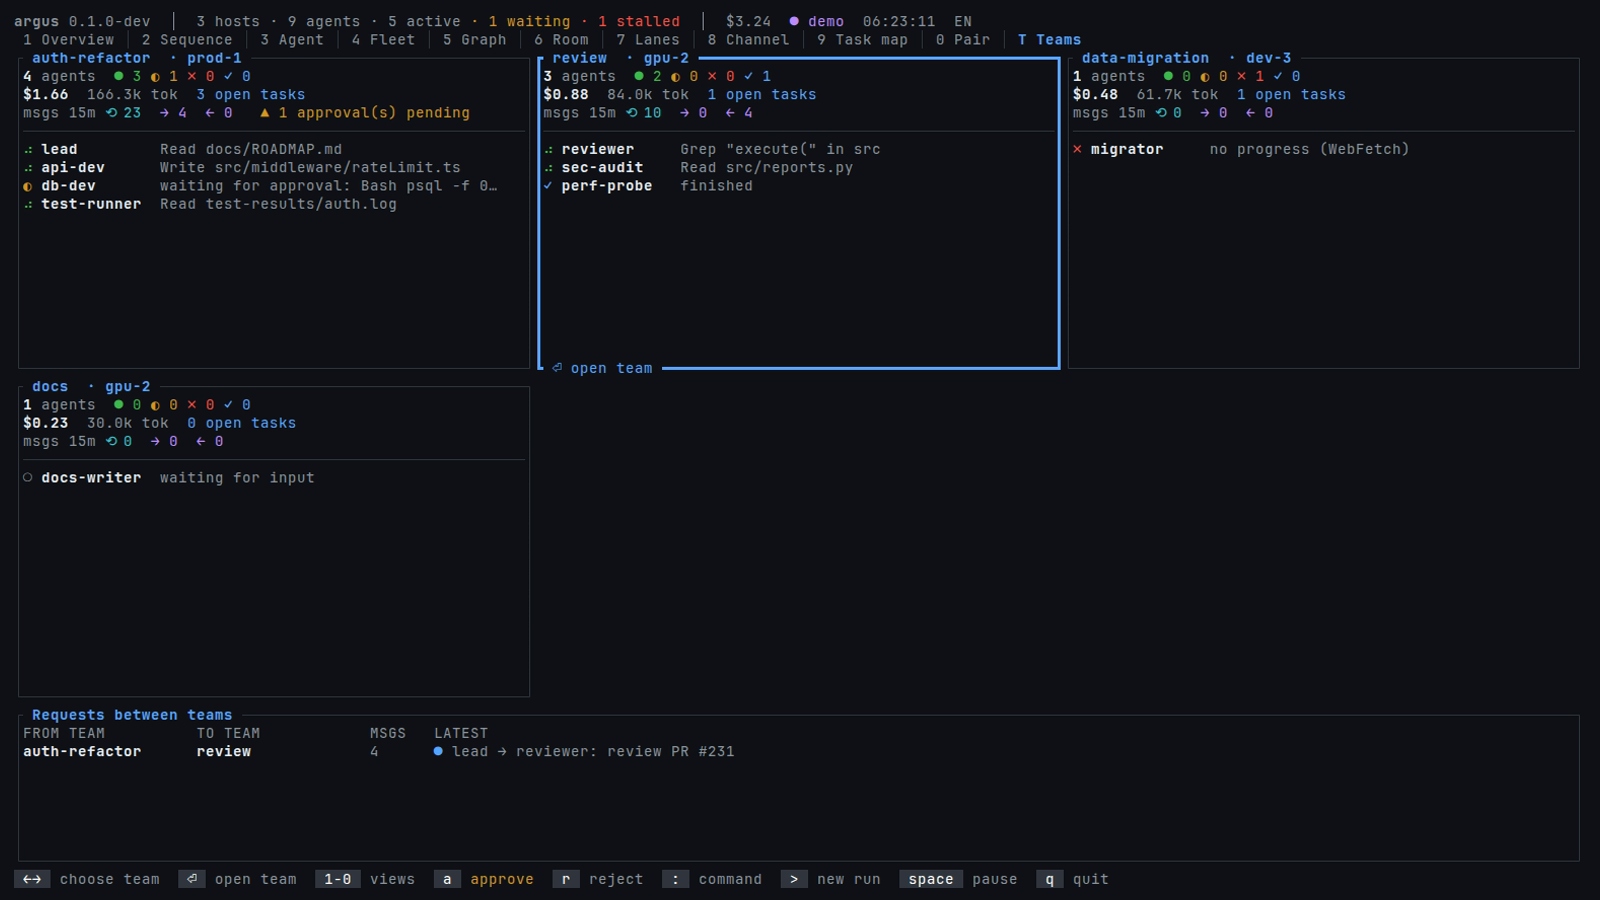 argus 0.1.0-dev │ 3 hosts · 9 agents · 5 active · 1 waiting · 1 stalled │ $3.24 ● demo 06:23:11 EN
1 Overview │ 2 Sequence │ 3 Agent │ 4 Fleet │ 5 Graph │ 6 Room │ 7 Lanes │ 8 Channel │ 9 Task map │ 0 Pair │ T Teams
auth-refactor · prod-1
4 agents ● 3 ◐ 1 ✕ 0 ✓ 0
$1.66 166.3k tok 3 open tasks
msgs 15m ⟲ 23 → 4 ← 0 ▲ 1 approval(s) pending
lead Read docs/ROADMAP.md
api-dev Write src/middleware/rateLimit.ts
◐ db-dev waiting for approval: Bash psql -f 0…
test-runner Read test-results/auth.log
review · gpu-2
3 agents ● 2 ◐ 0 ✕ 0 ✓ 1
$0.88 84.0k tok 1 open tasks
msgs 15m ⟲ 10 → 0 ← 4
reviewer Grep "execute(" in src
sec-audit Read src/reports.py
✓ perf-probe finished
⏎ open team
data-migration · dev-3
1 agents ● 0 ◐ 0 ✕ 1 ✓ 0
$0.48 61.7k tok 1 open tasks
msgs 15m ⟲ 0 → 0 ← 0
✕ migrator no progress (WebFetch)
docs · gpu-2
1 agents ● 0 ◐ 0 ✕ 0 ✓ 0
$0.23 30.0k tok 0 open tasks
msgs 15m ⟲ 0 → 0 ← 0
○ docs-writer waiting for input
Requests between teams
FROM TEAM TO TEAM MSGS LATEST
auth-refactor review 4 ● lead → reviewer: review PR #231
←→ choose team ⏎ open team 1-0 views a approve r reject : command > new run space pause q quit